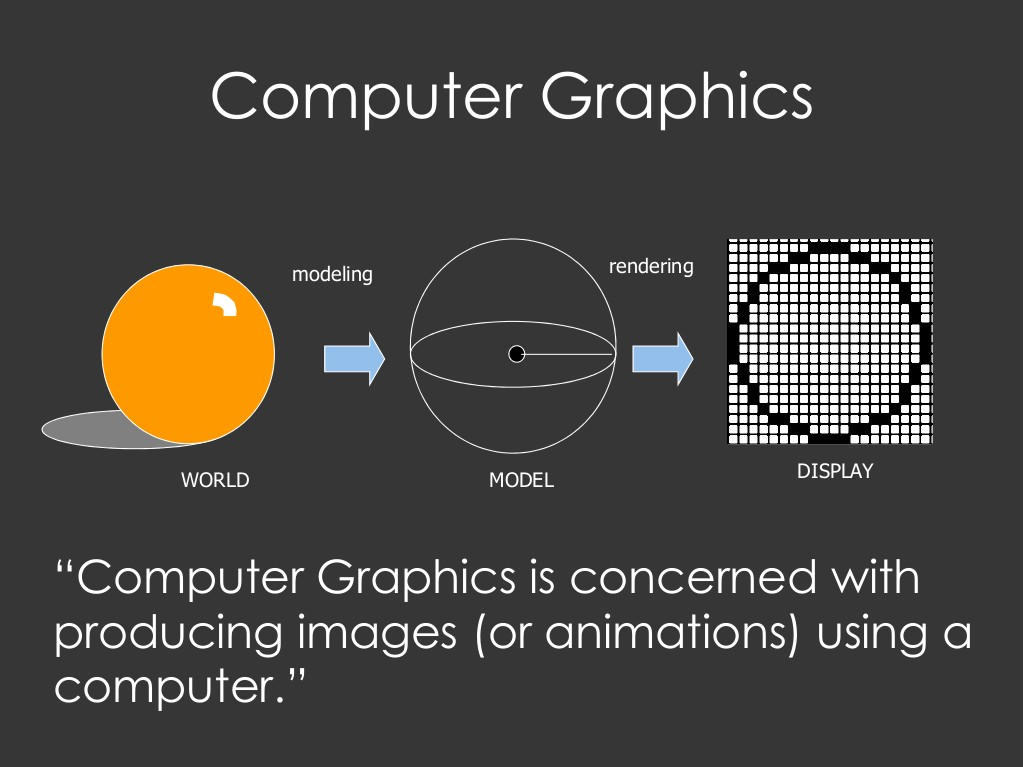 Computer Graphics
modeling
rendering
WORLD
MODEL
DISPLAY
“Computer Graphics is concerned with
producing images (or animations) using a
computer.”